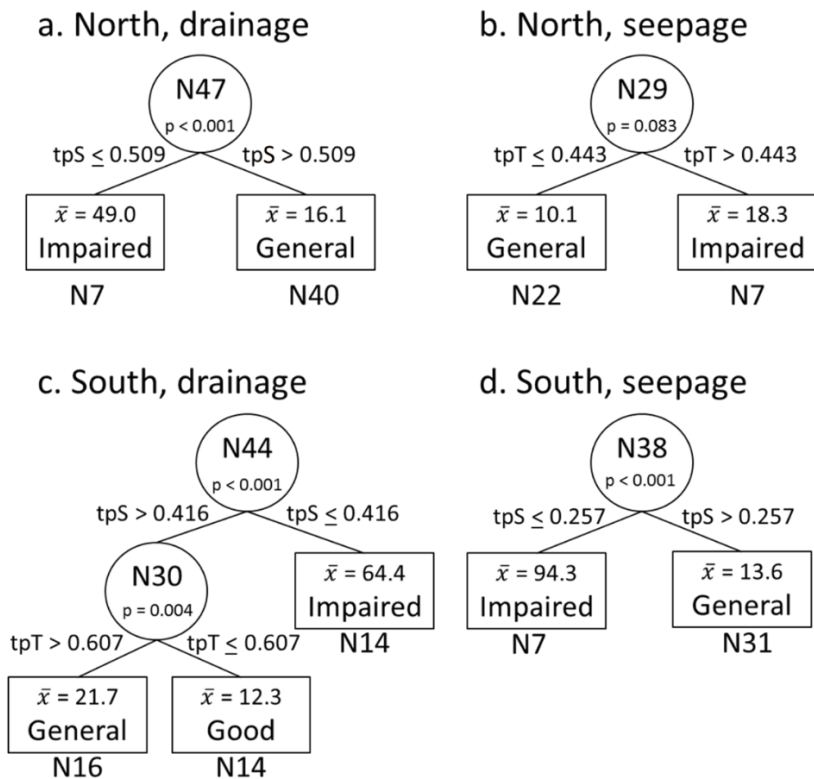 a. North, drainage
N47
p < 0.001
tpS ≤ 0.509
tpS > 0.509
x̄ = 49.0
Impaired
N7
x̄ = 16.1
General
N40
b. North, seepage
N29
p = 0.083
tpT ≤ 0.443
tpT > 0.443
x̄ = 10.1
General
N22
x̄ = 18.3
Impaired
N7
c. South, drainage
N44
p < 0.001
tpS > 0.416
tpS ≤ 0.416
N30
p = 0.004
x̄ = 64.4
Impaired
N14
tpT > 0.607
tpT ≤ 0.607
x̄ = 21.7
General
N16
x̄ = 12.3
Good
N14
d. South, seepage
N38
p < 0.001
tpS ≤ 0.257
tpS > 0.257
x̄ = 94.3
Impaired
N7
x̄ = 13.6
General
N31